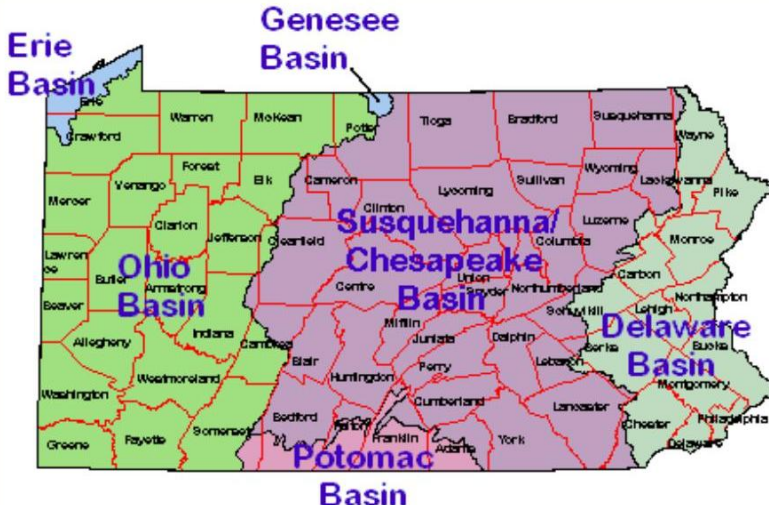 Genesee
Basin
Erie
Basin
Erie
Warren
McKean
Potter
Tioga
Bradford
Susquehanna
Crawford
Wayne
Forest
Wyoming
Venango
Elk
Cameron
Sullivan
Lackawanna
Mercer
Clinton
Lycoming
Pike
Clarion
Luzerne
Jefferson
Clearfield
Susquehanna/
Chesapeake
Basin
Columbia
Monroe
Lawren
ce
Ohio
Basin
Butler
Armstrong
Centre
Union
Snyder
Northumberland
Carbon
Beaver
Schuylkill
Northampton
Lehigh
Indiana
Mifflin
Allegheny
Cambria
Juniata
Dalphin
Delaware
Basin
Berks
Bucks
Blair
Perry
Lebanon
Westmoreland
Huntingdon
Montgomery
Washington
Cumberland
Lancaster
Bedford
Philadelphia
Somerset
Fulton
Chester
Greene
Fayette
Franklin
Adams
York
Delaware
Potomac
Basin